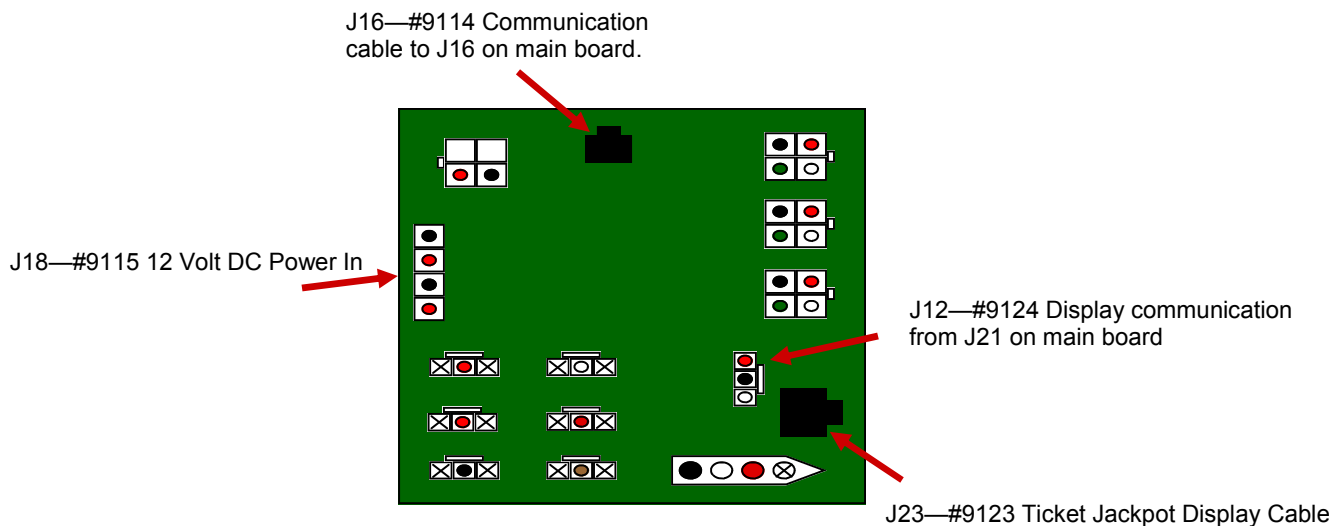 J16—#9114 Communication
cable to J16 on main board.
J18—#9115 12 Volt DC Power In
J12—#9124 Display communication
from J21 on main board
J23—#9123 Ticket Jackpot Display Cable